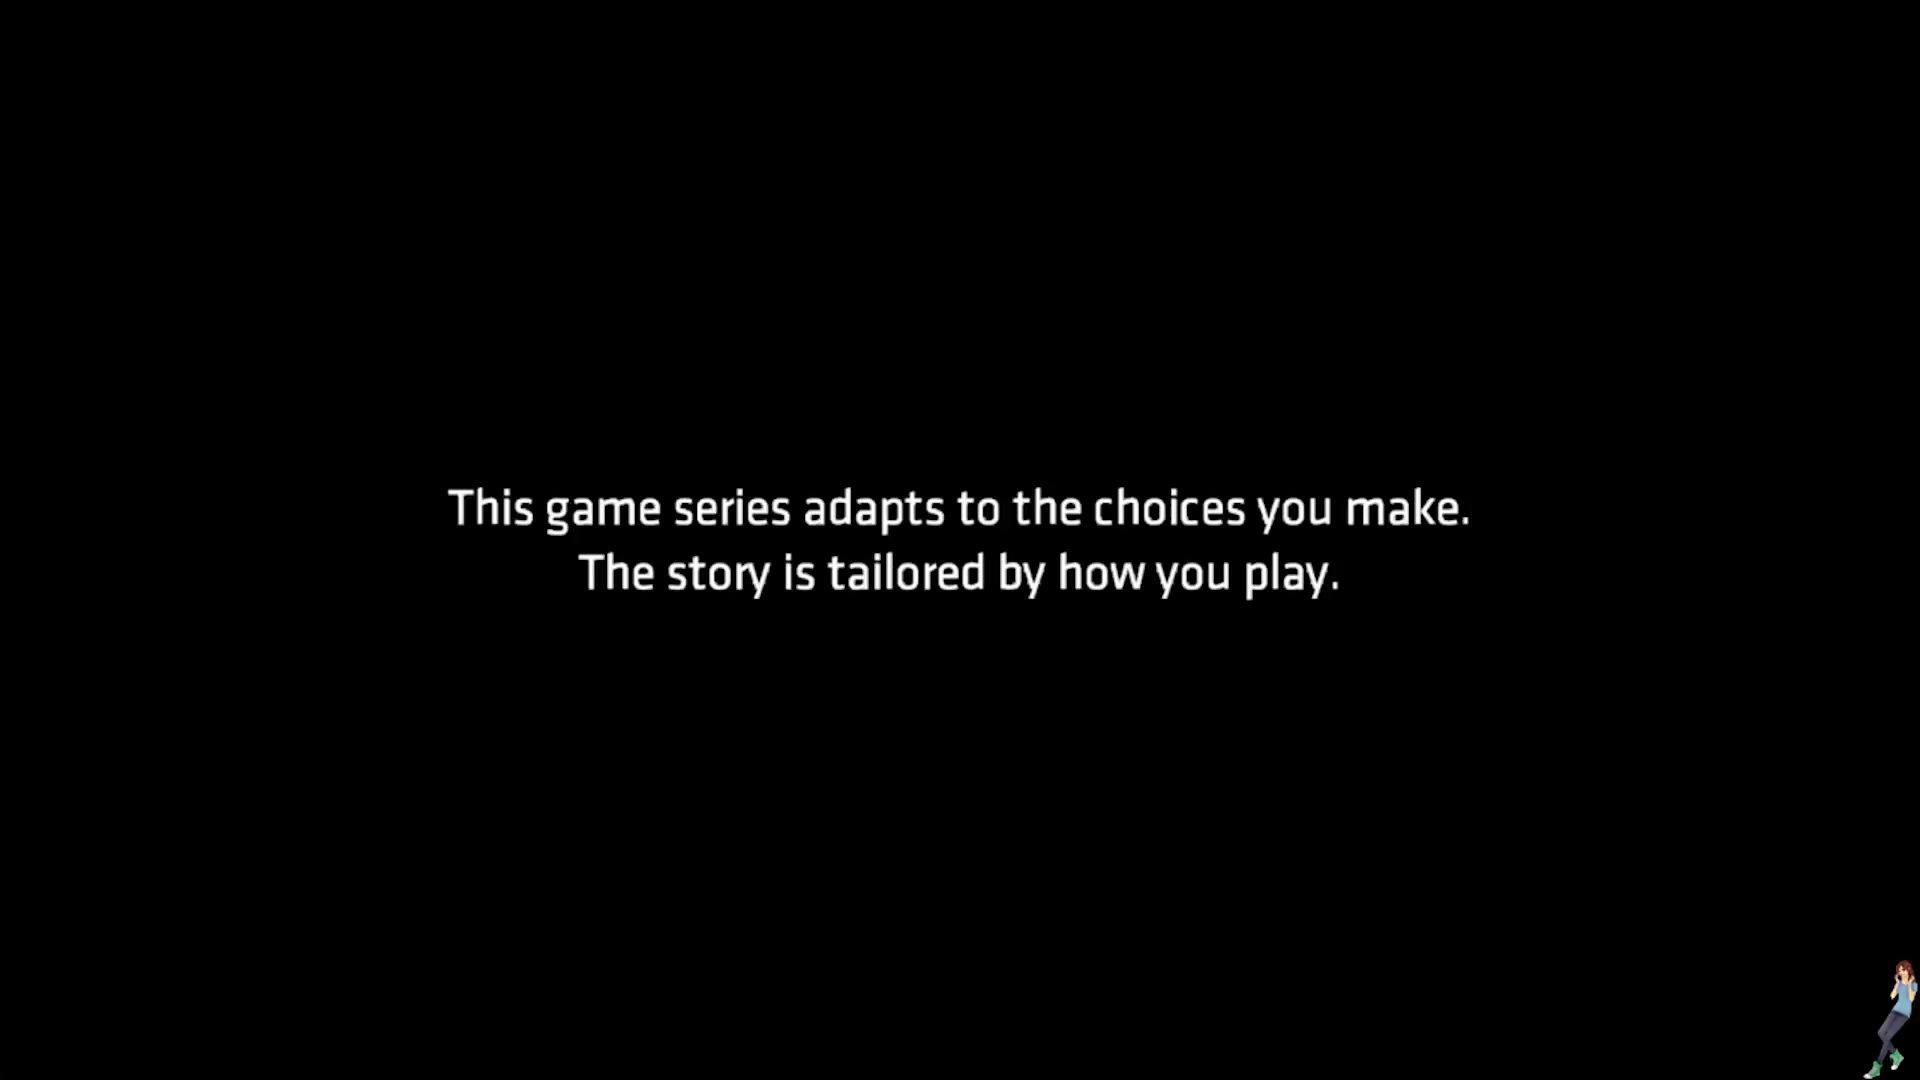 This game series adapts to the choices you make.
The story is tailored by how you play.